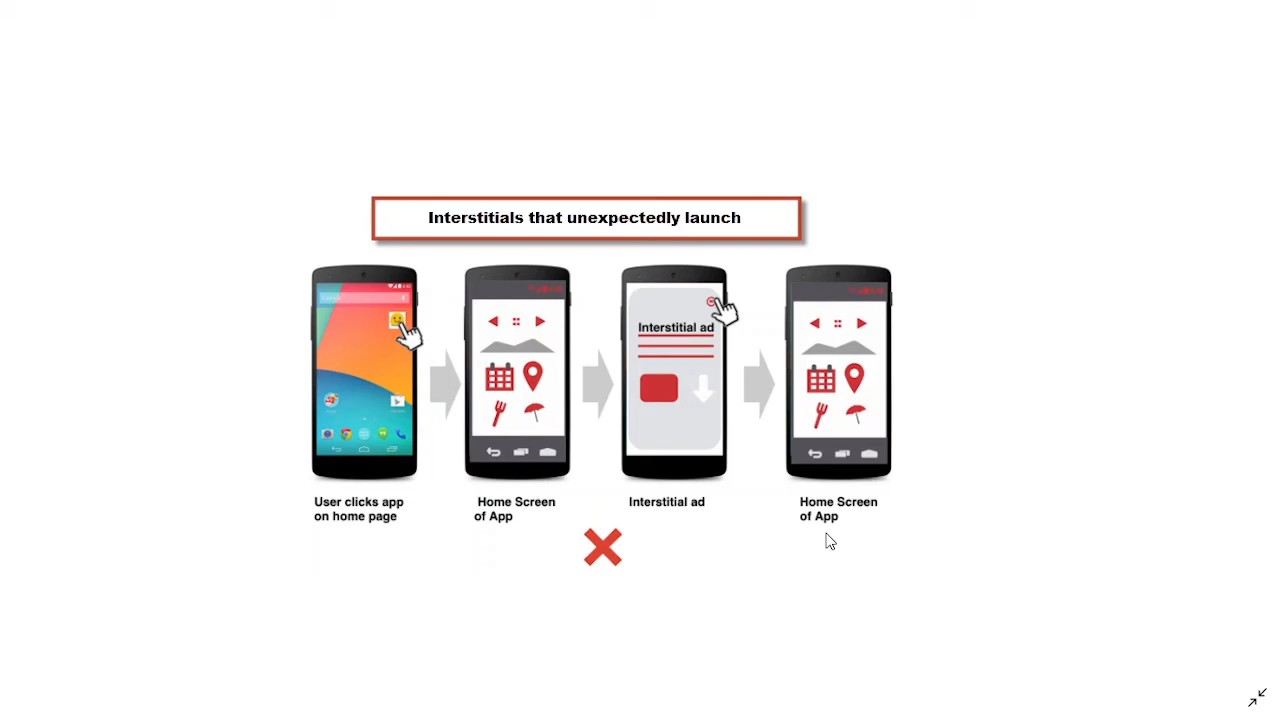 Interstitials that unexpectedly launch
Interstitial ad
User clicks app
on home page
Home Screen
of App
Interstitial ad
Home Screen
of App